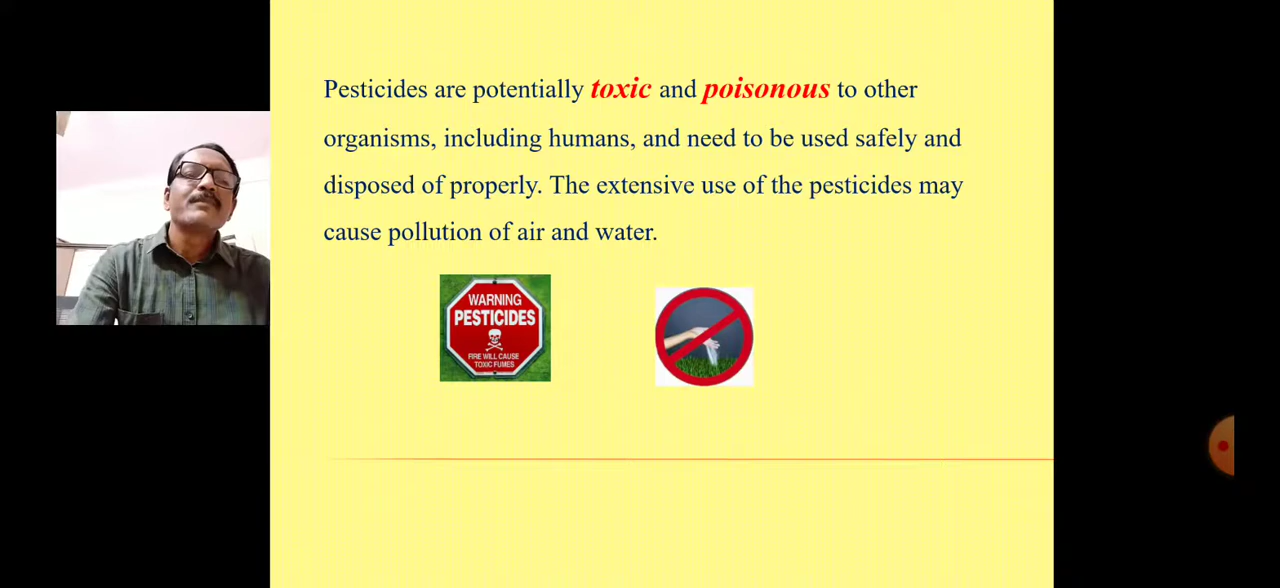 Pesticides are potentially toxic and poisonous to other
organisms, including humans, and need to be used safely and
disposed of properly. The extensive use of the pesticides may
cause pollution of air and water.
WARNING
PESTICIDES
FIRE WILL CAUSE
TOXIC FUMES